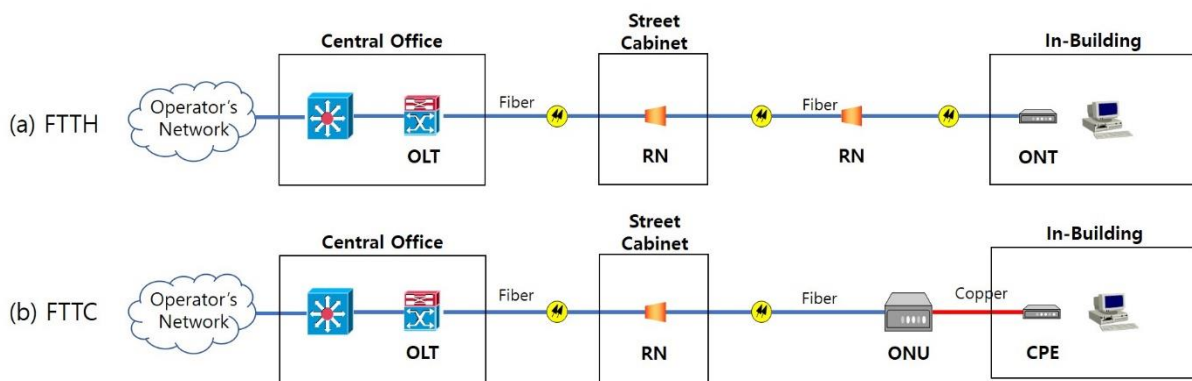 Street
Cabinet
Central Office
In-Building
Operator's
Network
Fiber
Fiber
(a) FTTH
OLT
RN
RN
ONT
Street
Cabinet
Central Office
In-Building
Operator's
Network
Fiber
Fiber
Copper
(b) FTTC
OLT
RN
ONU
CPE